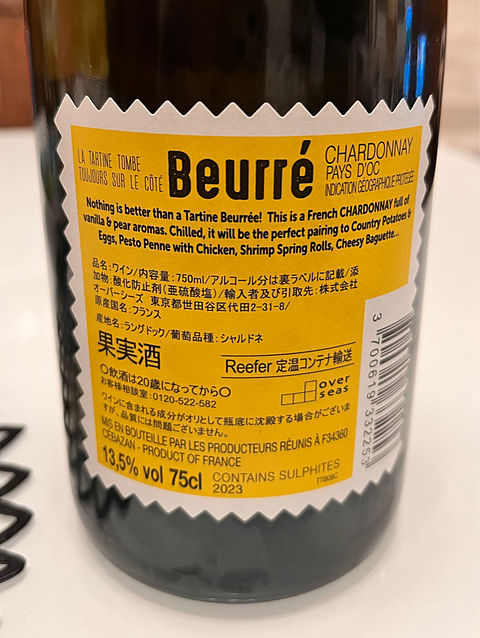 LA TARTINE TOMBE
TOUJOURS SUR LE CÔTÉ
Beurré
CHARDONNAY
PAYS D'OC
INDICATION GÉOGRAPHIQUE PROTÉGÉE
Nothing is better than a Tartine Beurrée! This is a French CHARDONNAY full of
vanilla & pear aromas. Chilled, it will be the perfect pairing to Country Potatoes &
Eggs, Pesto Penne with Chicken, Shrimp Spring Rolls, Cheesy Baguette...
品名:ワイン/内容量:750ml/アルコール分は裏ラベルに記載/添
加物:酸化防止剤(亜硫酸塩)/輸入者及び引取先:株式会社
オーバーシーズ 東京都世田谷区代田2-31-8/
原産国名:フランス
産地名:ラングドック/葡萄品種:シャルドネ
果実酒
Reefer 定温コンテナ輸送
〇飲酒は20歳になってから〇
お客様相談室:0120-522-582
over
seas
ワインに含まれる成分がオリとして瓶底に沈殿する場合がございま
すが、品質には問題ございません。
MIS EN BOUTEILLE PAR LES PRODUCTEURS RÉUNIS À F34360
CÉBAZAN - PRODUCT OF FRANCE
13,5% vol 75cl
CONTAINS SULPHITES
2023
TT808C
3 700619 332253